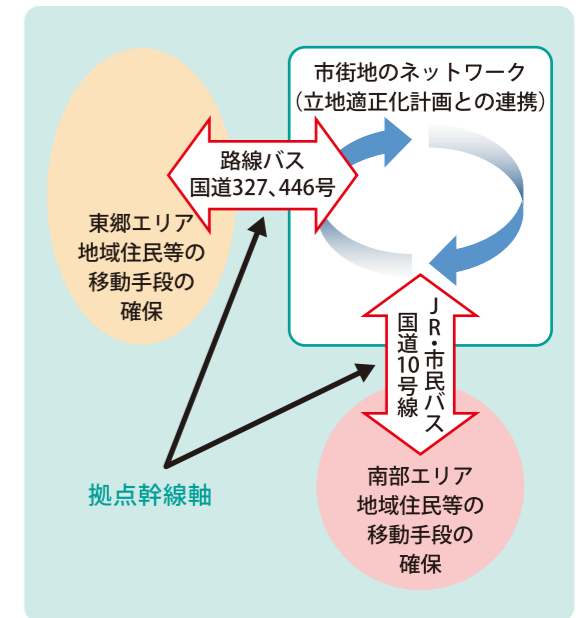 市街地のネットワーク
（立地適正化計画との連携）
路線バス
国道327、446号
東郷エリア
地域住民等の
移動手段の
確保
JR・市民バス
国道10号線
拠点幹線軸
南部エリア
地域住民等の
移動手段の
確保